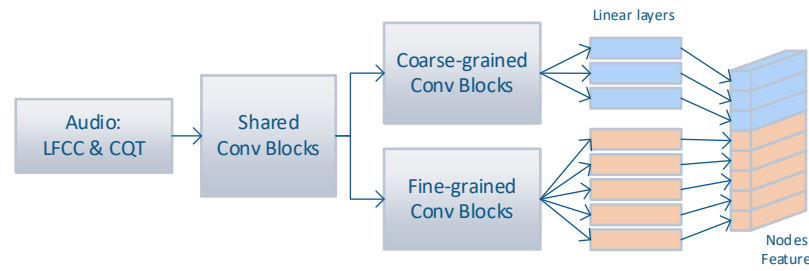 Linear layers
Coarse-grained
Conv Blocks
Audio:
LFCC & CQT
Shared
Conv Blocks
Fine-grained
Conv Blocks
Nodes
Feature